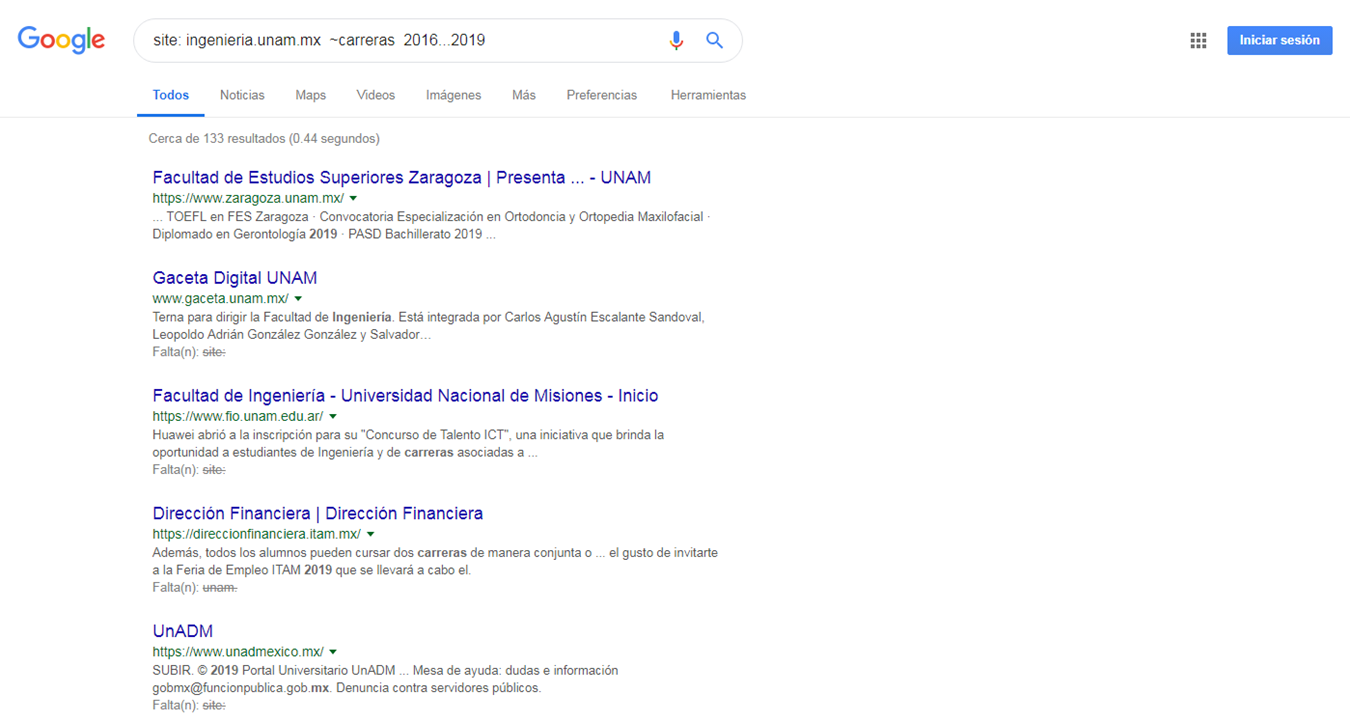 Google
site: ingenieria.unam.mx ~carreras 2016...2019
Iniciar sesión
Todos Noticias Maps Videos Imágenes Más Preferencias Herramientas
Cerca de 133 resultados (0.44 segundos)
Facultad de Estudios Superiores Zaragoza | Presenta ... - UNAM
https://www.zaragoza.unam.mx/
... TOEFL en FES Zaragoza · Convocatoria Especialización en Ortodoncia y Ortopedia Maxilofacial ·
Diplomado en Gerontología 2019 · PASD Bachillerato 2019 ...
Gaceta Digital UNAM
www.gaceta.unam.mx/
Terna para dirigir la Facultad de Ingeniería. Está integrada por Carlos Agustín Escalante Sandoval,
Leopoldo Adrián González González y Salvador…
Falta(n): site:
Facultad de Ingeniería - Universidad Nacional de Misiones - Inicio
https://www.fio.unam.edu.ar/
Huawei abrió a la inscripción para su "Concurso de Talento ICT", una iniciativa que brinda la
oportunidad a estudiantes de Ingeniería y de carreras asociadas a ...
Falta(n): site:
Dirección Financiera | Dirección Financiera
https://direccionfinanciera.itam.mx/
Además, todos los alumnos pueden cursar dos carreras de manera conjunta o ... el gusto de invitarte
a la Feria de Empleo ITAM 2019 que se llevará a cabo el.
Falta(n): unam.
UnADM
https://www.unadmexico.mx/
SUBIR. © 2019 Portal Universitario UnADM ... Mesa de ayuda: dudas e información
gobmx@funcionpublica.gob.mx. Denuncia contra servidores públicos.
Falta(n): site: